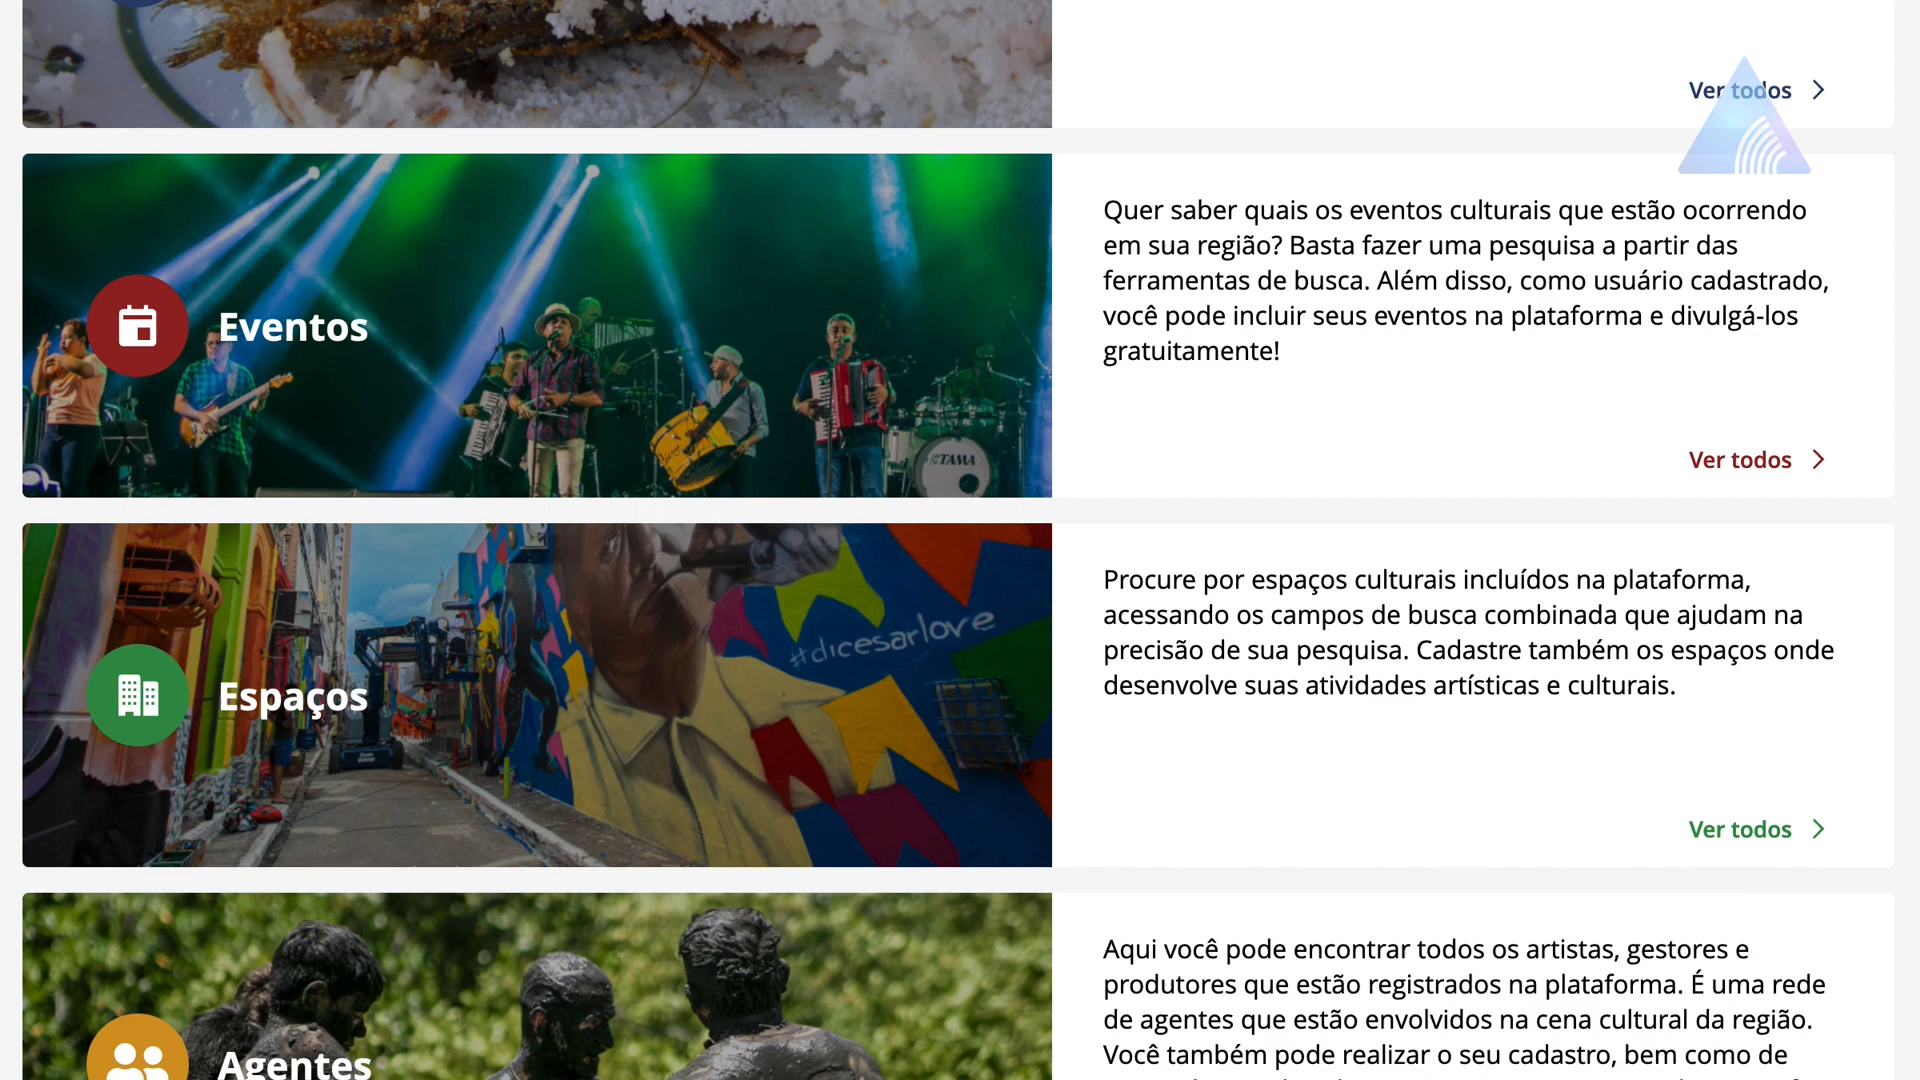 Ver todos
Eventos
TAMA
Quer saber quais os eventos culturais que estão ocorrendo
em sua região? Basta fazer uma pesquisa a partir das
ferramentas de busca. Além disso, como usuário cadastrado,
você pode incluir seus eventos na plataforma e divulgá-los
gratuitamente!
Ver todos
Espaços
#dicesarlove
Procure por espaços culturais incluídos na plataforma,
acessando os campos de busca combinada que ajudam na
precisão de sua pesquisa. Cadastre também os espaços onde
desenvolve suas atividades artísticas e culturais.
Ver todos
Agentes
Aqui você pode encontrar todos os artistas, gestores e
produtores que estão registrados na plataforma. É uma rede
de agentes que estão envolvidos na cena cultural da região.
Você também pode realizar o seu cadastro, bem como de